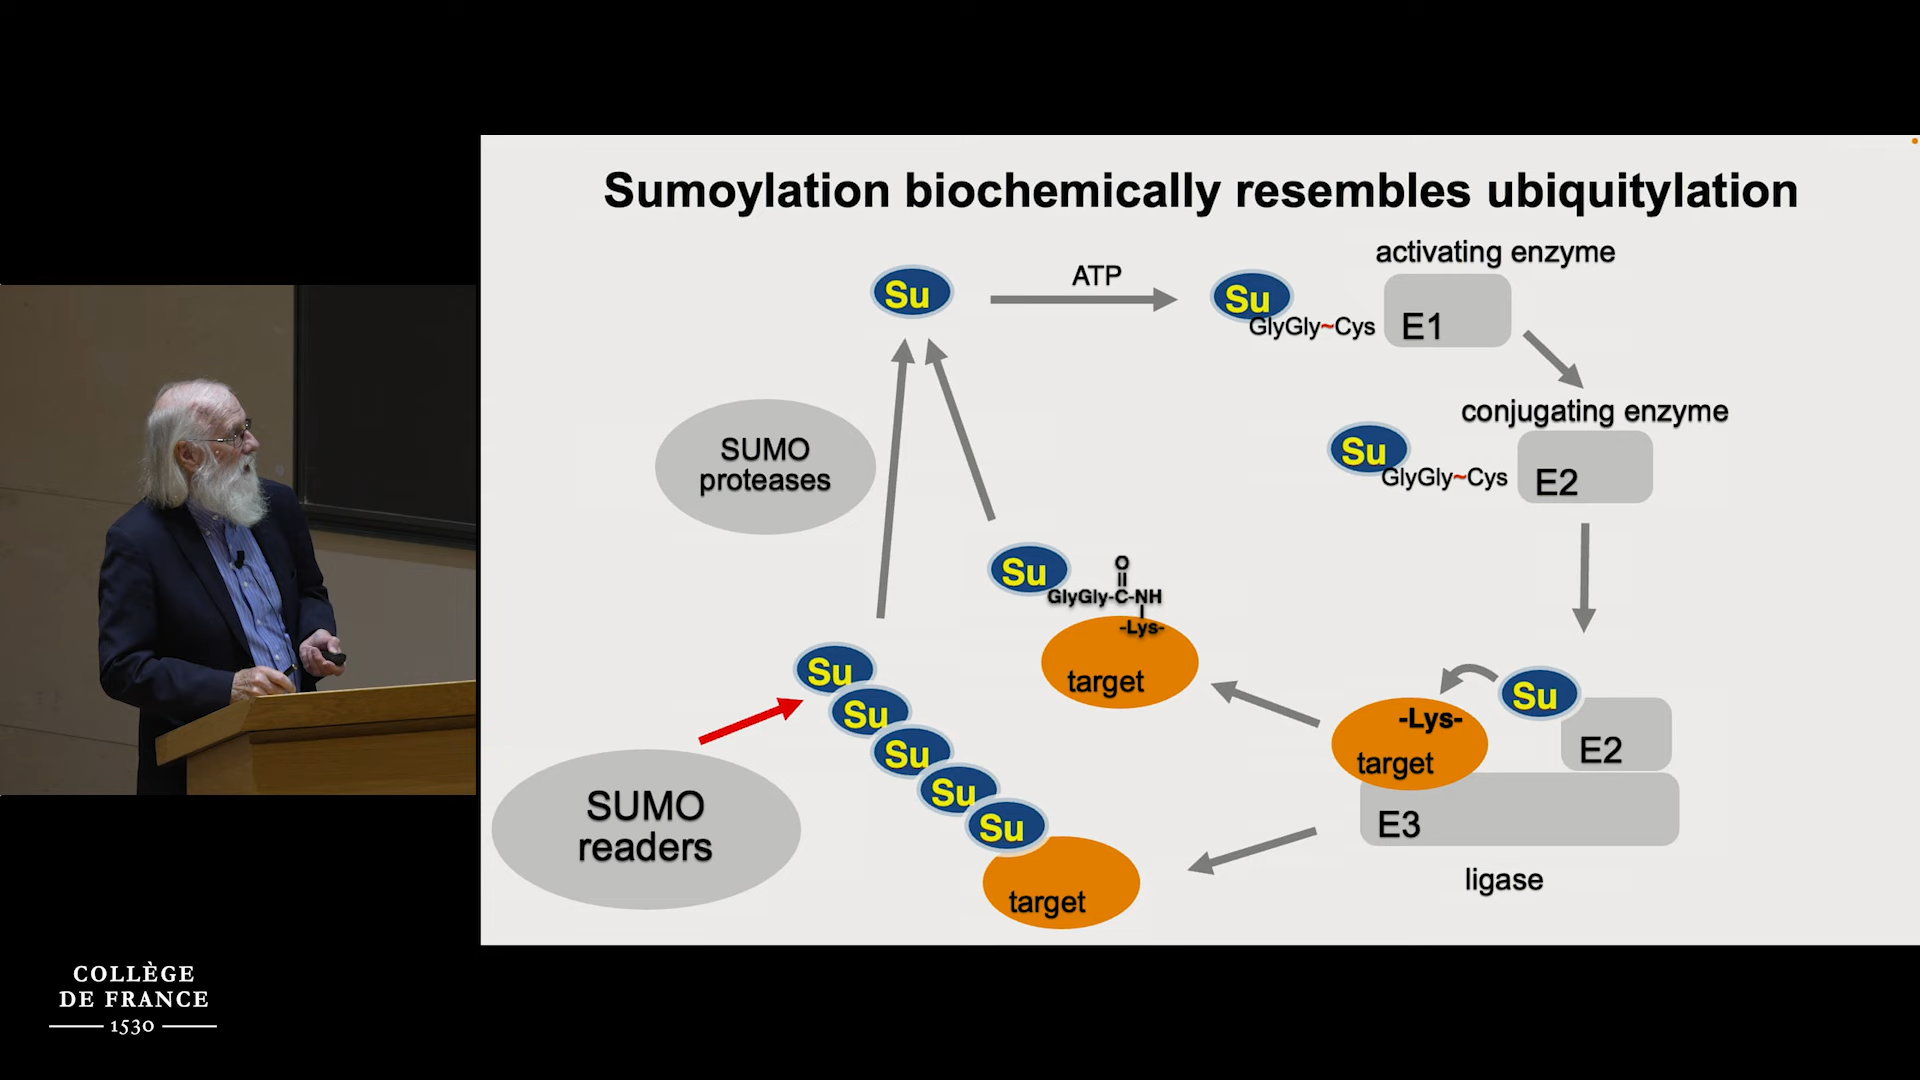 Sumoylation biochemically resembles ubiquitylation
activating enzyme
Su
ATP
Su
GlyGly~Cys
E1
conjugating enzyme
Su
GlyGly~Cys
E2
SUMO
proteases
Su
O
GlyGly-C-NH
-Lys-
target
Su
Su
Su
Su
Su
target
-Lys-
target
Su
E2
E3
ligase
SUMO
readers
COLLÈGE
DE FRANCE
1530